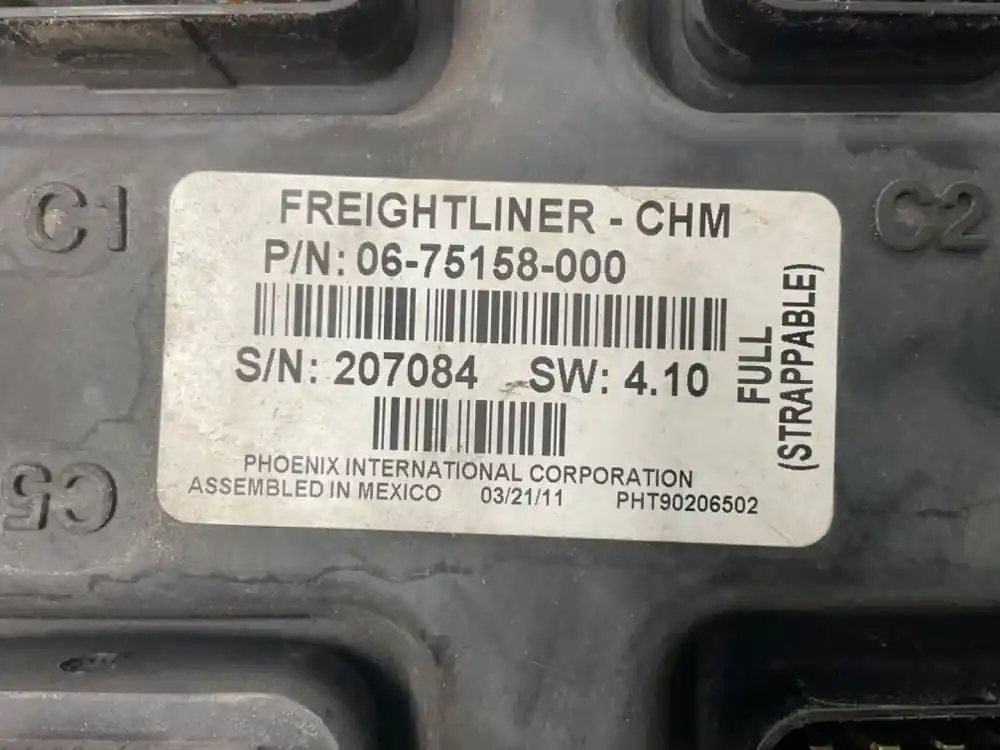 C1
C2
FREIGHTLINER - CHM
P/N: 06-75158-000
S/N: 207084 SW: 4.10
FULL
(STRAPPABLE)
PHOENIX INTERNATIONAL CORPORATION
ASSEMBLED IN MEXICO 03/21/11 PHT90206502
C5